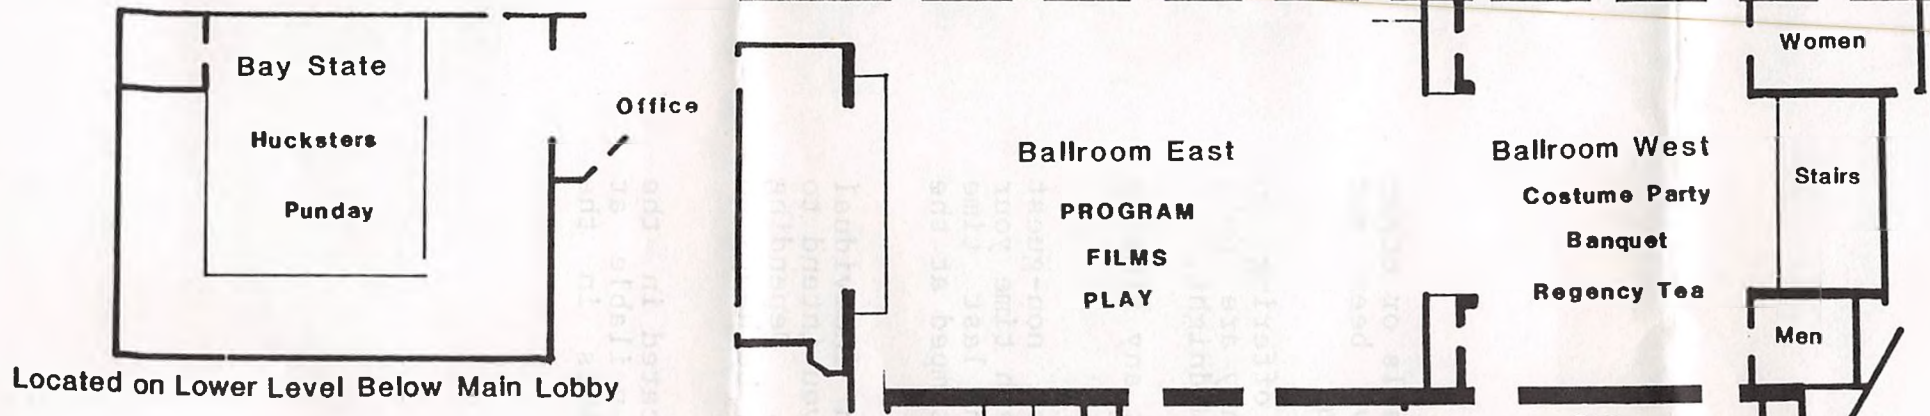 Bay State
Hucksters
Punday
Office
Located on Lower Level Below Main Lobby
Ballroom East
PROGRAM
FILMS
PLAY
Ballroom West
Costume Party
Banquet
Regency Tea
Women
Stairs
Men